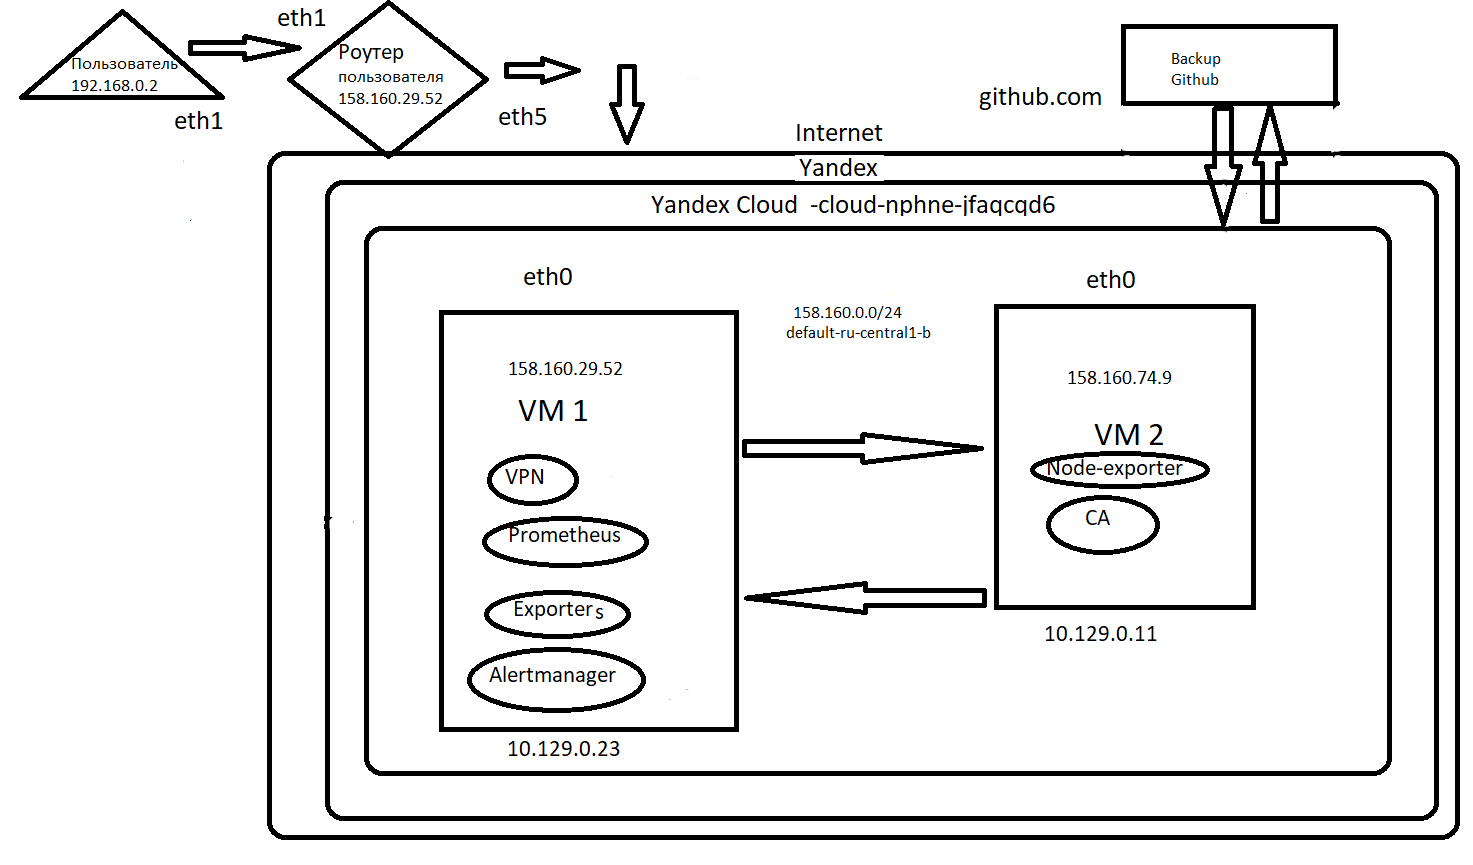 eth1
Пользователь
192.168.0.2
eth1
Роутер
пользователя
158.160.29.52
eth5
Backup
Github
github.com
Internet
Yandex
Yandex Cloud -cloud-nphne-jfaqcqd6
eth0
eth0
158.160.0.0/24
default-ru-central1-b
158.160.29.52
VM 1
VPN
Prometheus
Exporters
Alertmanager
10.129.0.23
158.160.74.9
VM 2
Node-exporter
CA
10.129.0.11